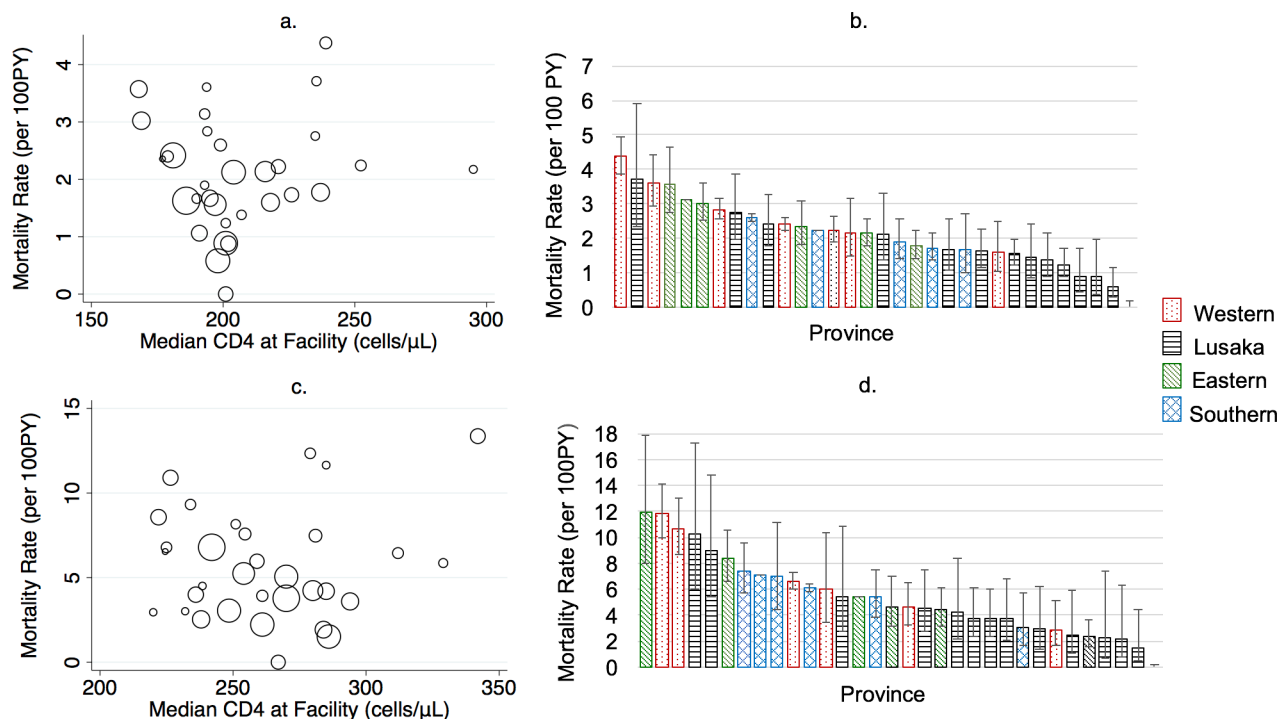 a.
Mortality Rate (per 100PY)
4
3
2
1
0
150 200 250 300
Median CD4 at Facility (cells/µL)
b.
Mortality Rate (per 100 PY)
7
6
5
4
3
2
1
0
Province
Western
Lusaka
Eastern
Southern
c.
Mortality Rate (per 100PY)
15
10
5
0
200 250 300 350
Median CD4 at Facility (cells/µL)
d.
Mortality Rate (per 100PY)
18
16
14
12
10
8
6
4
2
0
Province